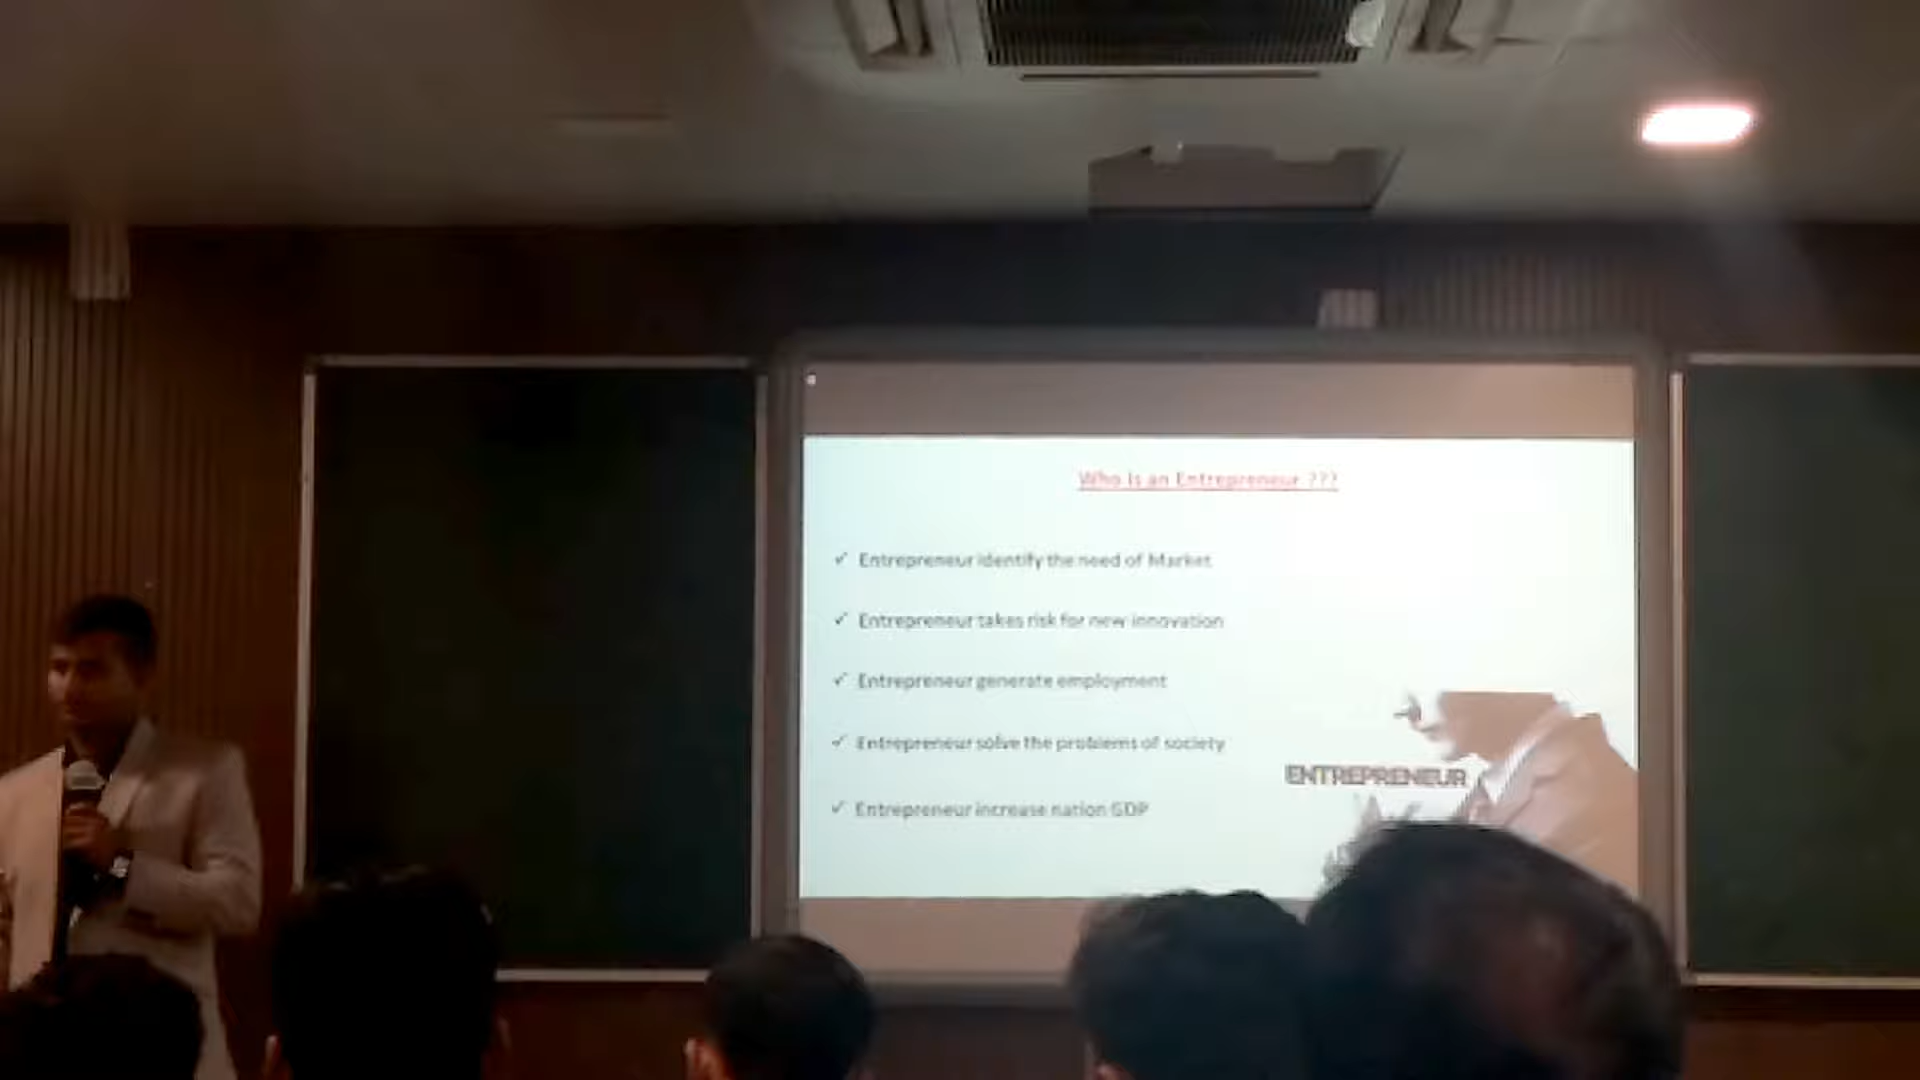 Who is an Entrepreneur ???
✓ Entrepreneur identify the need of Market
✓ Entrepreneur takes risk for new innovation
✓ Entrepreneur generate employment
✓ Entrepreneur solve the problems of society
ENTREPRENEUR
✓ Entrepreneur increase nation GDP